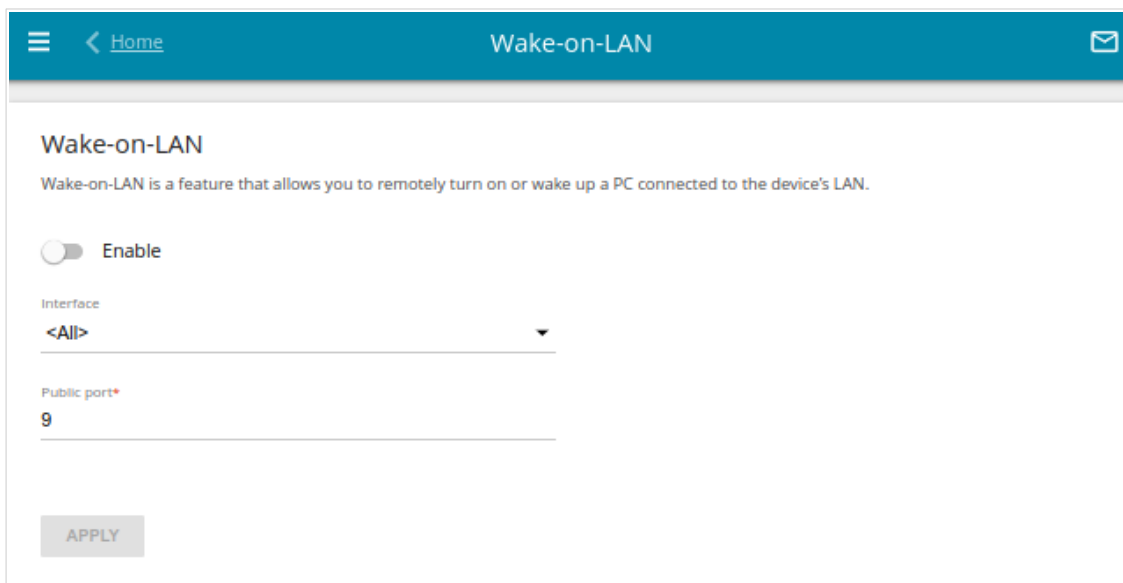 Home
Wake-on-LAN
Wake-on-LAN
Wake-on-LAN is a feature that allows you to remotely turn on or wake up a PC connected to the device's LAN.
Enable
Interface
<All>
Public port*
9
APPLY